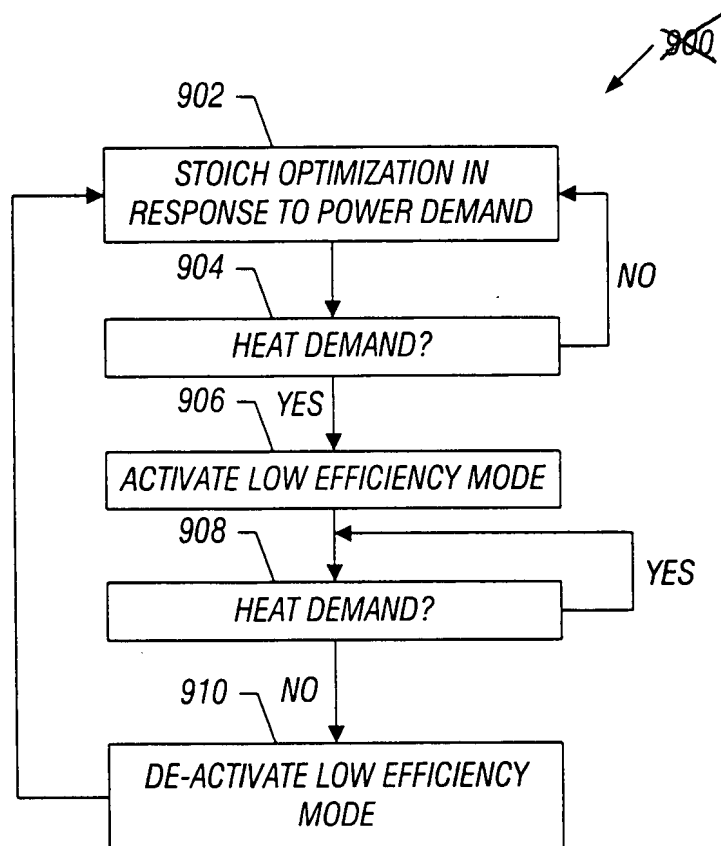 900
902
STOICH OPTIMIZATION IN
RESPONSE TO POWER DEMAND
904
NO
HEAT DEMAND?
906
YES
ACTIVATE LOW EFFICIENCY MODE
908
YES
HEAT DEMAND?
910
NO
DE-ACTIVATE LOW EFFICIENCY
MODE